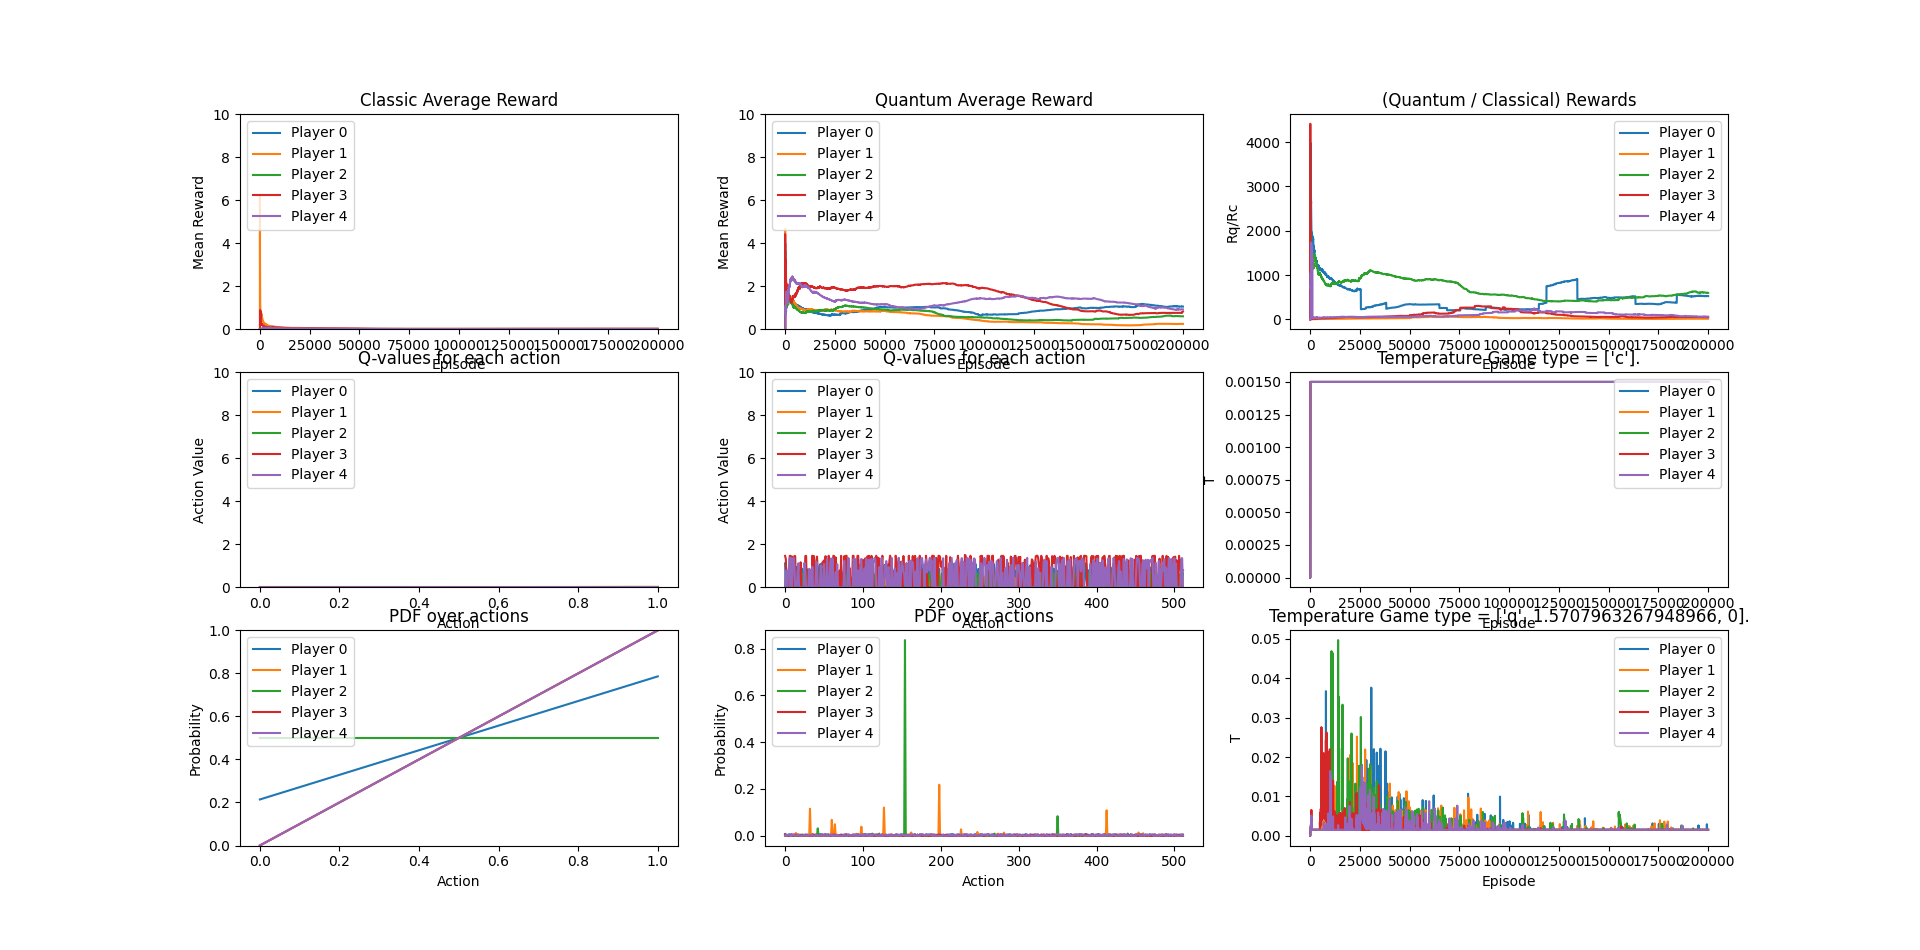 Classic Average Reward
10
8
6
4
2
0
Mean Reward
Player 0
Player 1
Player 2
Player 3
Player 4
0 25000 50000 75000 100000 125000 150000 175000 200000
Episode
Quantum Average Reward
10
8
6
4
2
0
Mean Reward
Player 0
Player 1
Player 2
Player 3
Player 4
0 25000 50000 75000 100000 125000 150000 175000 200000
Episode
(Quantum / Classical) Rewards
4000
3000
2000
1000
0
Rq/Rc
Player 0
Player 1
Player 2
Player 3
Player 4
0 25000 50000 75000 100000 125000 150000 175000 200000
Episode
Q-values for each action
10
8
6
4
2
0
Action Value
Player 0
Player 1
Player 2
Player 3
Player 4
0.0 0.2 0.4 0.6 0.8 1.0
Action
Q-values for each action
10
8
6
4
2
0
Action Value
Player 0
Player 1
Player 2
Player 3
Player 4
0 100 200 300 400 500
Action
Temperature Game type = ['c'].
0.00150
0.00125
0.00100
0.00075
0.00050
0.00025
0.00000
T
Player 0
Player 1
Player 2
Player 3
Player 4
0 25000 50000 75000 100000 125000 150000 175000 200000
Episode
PDF over actions
1.0
0.8
0.6
0.4
0.2
0.0
Probability
Player 0
Player 1
Player 2
Player 3
Player 4
0.0 0.2 0.4 0.6 0.8 1.0
Action
PDF over actions
0.8
0.6
0.4
0.2
0.0
Probability
Player 0
Player 1
Player 2
Player 3
Player 4
0 100 200 300 400 500
Action
Temperature Game type = ['q', 1.5707963267948966, 0].
0.05
0.04
0.03
0.02
0.01
0.00
T
Player 0
Player 1
Player 2
Player 3
Player 4
0 25000 50000 75000 100000 125000 150000 175000 200000
Episode